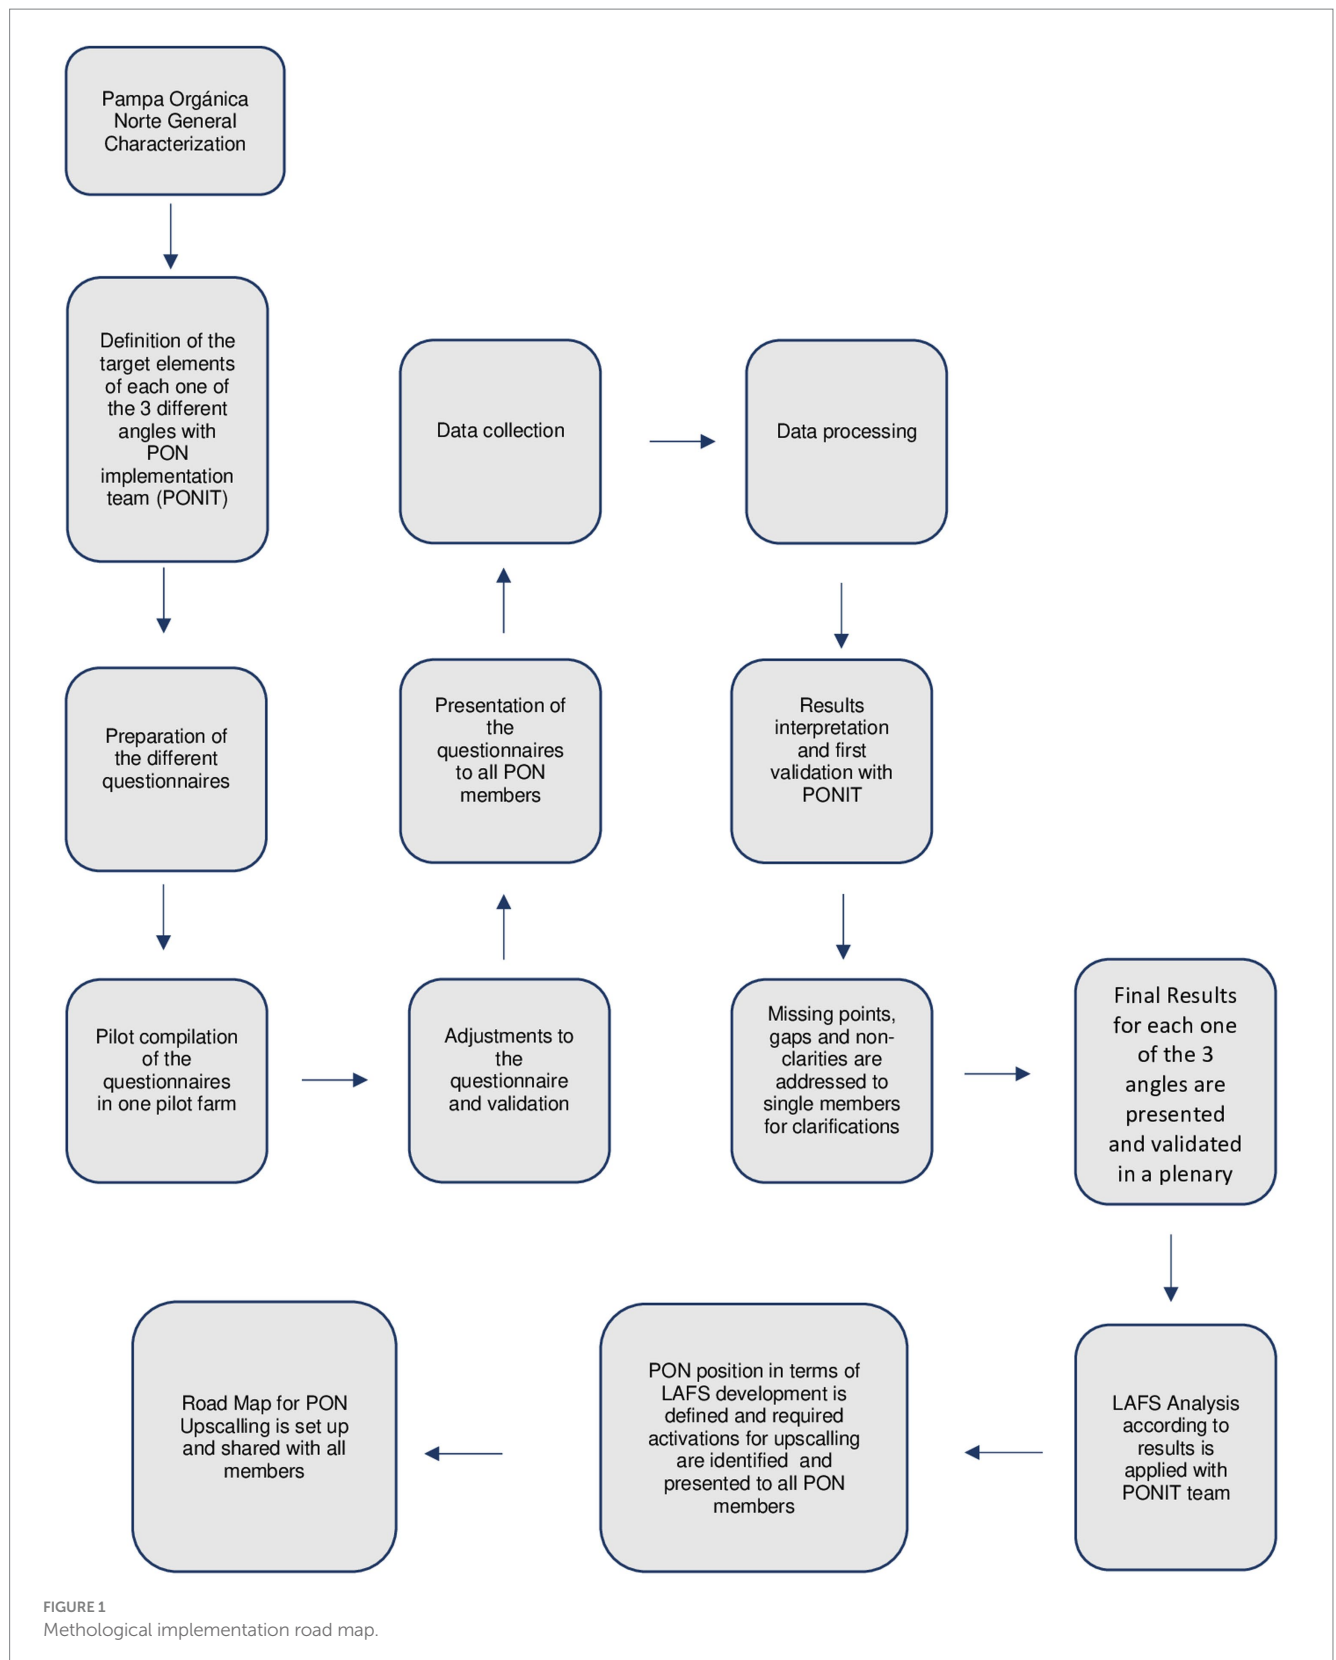 Pampa Orgánica
Norte General
Characterization
Definition of the
target elements
of each one of
the 3 different
angles with
PON
implementation
team (PONIT)
Preparation of
the different
questionnaires
Pilot compilation
of the
questionnaires
in one pilot farm
Adjustments to
the
questionnaire
and validation
Presentation of
the
questionnaires
to all PON
members
Data collection
Data processing
Results
interpretation
and first
validation with
PONIT
Missing points,
gaps and non-
clarities are
addressed to
single members
for clarifications
Final Results
for each one
of the 3
angles are
presented
and validated
in a plenary
LAFS Analysis
according to
results is
applied with
PONIT team
PON position in terms of
LAFS development is
defined and required
activations for upscalling
are identified and
presented to all PON
members
Road Map for PON
Upscalling is set up
and shared with all
members
FIGURE 1
Methological implementation road map.